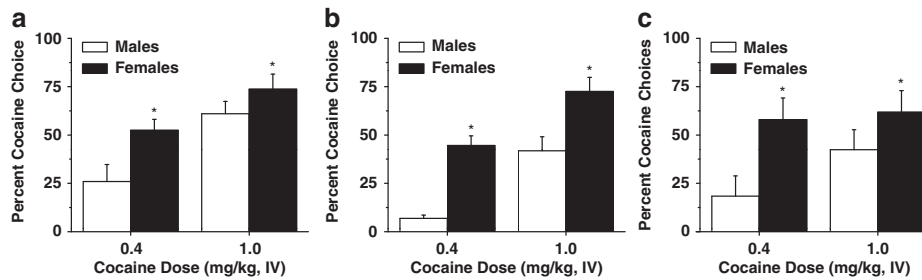 a
Percent Cocaine Choice
100
75
50
25
0
Males
Females
*
*
0.4
1.0
Cocaine Dose (mg/kg, IV)
b
Percent Cocaine Choice
100
75
50
25
0
Males
Females
*
*
0.4
1.0
Cocaine Dose (mg/kg, IV)
c
Percent Cocaine Choices
100
75
50
25
0
Males
Females
*
*
0.4
1.0
Cocaine Dose (mg/kg, IV)